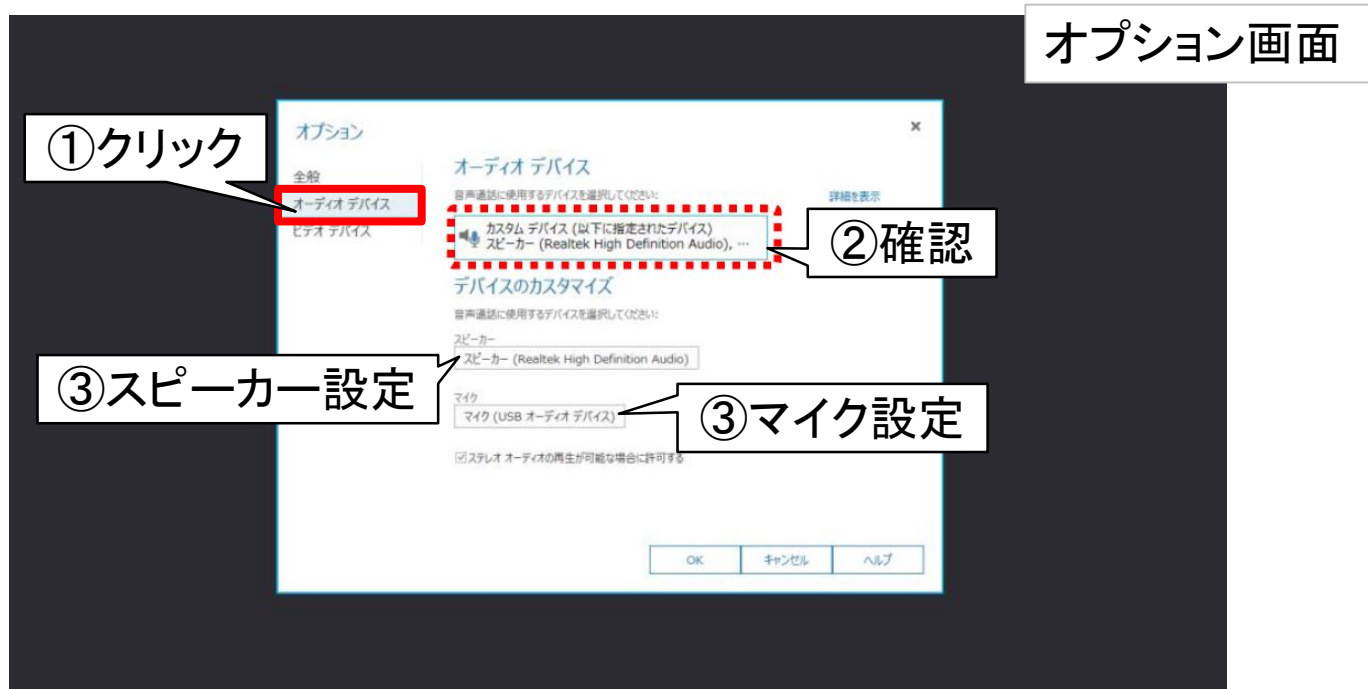 オプション画面
①クリック
オプション
×
全般
オーディオ デバイス
ビデオ デバイス
オーディオ デバイス
音声通話に使用するデバイスを選択してください:
詳細を表示
カスタム デバイス (以下に指定されたデバイス)
スピーカー (Realtek High Definition Audio), …
②確認
デバイスのカスタマイズ
音声通話に使用するデバイスを選択してください:
スピーカー
スピーカー (Realtek High Definition Audio)
③スピーカー設定
マイク
マイク (USB オーディオ デバイス)
③マイク設定
ステレオ オーディオの再生が可能な場合に許可する
OK
キャンセル
ヘルプ